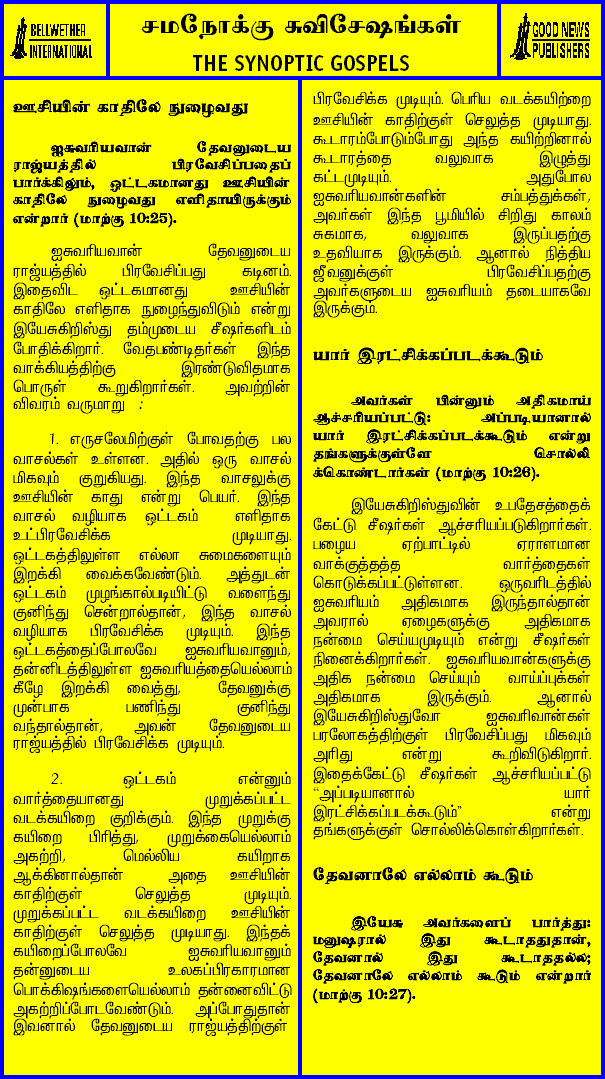 BELLWETHER
INTERNATIONAL
சமநோக்கு சுவிசேஷங்கள்
THE SYNOPTIC GOSPELS
GOOD NEWS
PUBLISHERS
ஊசியின் காதிலே நுழைவது
ஐசுவரியவான் தேவனுடைய
ராஜ்யத்தில் பிரவேசிப்பதைப்
பார்க்கிலும், ஒட்டகமானது ஊசியின்
காதிலே நுழைவது எளிதாயிருக்கும்
என்றார் (மாற்கு 10:25).
ஐசுவரியவான் தேவனுடைய
ராஜ்யத்தில் பிரவேசிப்பது கடினம்.
இதைவிட ஒட்டகமானது ஊசியின்
காதிலே எளிதாக நுழைந்துவிடும் என்று
இயேசுகிறிஸ்து தம்முடைய சீஷர்களிடம்
போதிக்கிறார். வேதபண்டிதர்கள் இந்த
வாக்கியத்திற்கு இரண்டுவிதமாக
பொருள் கூறுகிறார்கள். அவற்றின்
விவரம் வருமாறு :
1. எருசலேமிற்குள் போவதற்கு பல
வாசல்கள் உள்ளன. அதில் ஒரு வாசல்
மிகவும் குறுகியது. இந்த வாசலுக்கு
ஊசியின் காது என்று பெயர். இந்த
வாசல் வழியாக ஒட்டகம் எளிதாக
உட்பிரவேசிக்க முடியாது.
ஒட்டகத்திலுள்ள எல்லா சுமைகளையும்
இறக்கி வைக்கவேண்டும். அத்துடன்
ஒட்டகம் முழங்கால்படியிட்டு வளைந்து
குனிந்து சென்றால்தான், இந்த வாசல்
வழியாக பிரவேசிக்க முடியும். இந்த
ஒட்டகத்தைப்போலவே ஐசுவரியவானும்,
தன்னிடத்திலுள்ள ஐசுவரியத்தையெல்லாம்
கீழே இறக்கி வைத்து, தேவனுக்கு
முன்பாக பணிந்து குனிந்து
வந்தால்தான், அவன் தேவனுடைய
ராஜ்யத்தில் பிரவேசிக்க முடியும்.
2. ஒட்டகம் என்னும்
வார்த்தையானது முறுக்கப்பட்ட
வடக்கயிறை குறிக்கும். இந்த முறுக்கு
கயிறை பிரித்து, முறுக்கையெல்லாம்
அகற்றி, மெல்லிய கயிறாக
ஆக்கினால்தான் அதை ஊசியின்
காதிற்குள் செலுத்த முடியும்.
முறுக்கப்பட்ட வடக்கயிறை ஊசியின்
காதிற்குள் செலுத்த முடியாது. இந்தக்
கயிறைப்போலவே ஐசுவரியவானும்
தன்னுடைய உலகப்பிரகாரமான
பொக்கிஷங்களையெல்லாம் தன்னைவிட்டு
அகற்றிப்போடவேண்டும். அப்போதுதான்
இவனால் தேவனுடைய ராஜ்யத்திற்குள்
பிரவேசிக்க முடியும். பெரிய வடக்கயிற்றை
ஊசியின் காதிற்குள் செலுத்த முடியாது.
கூடாரம்போடும்போது அந்த கயிற்றினால்
கூடாரத்தை வலுவாக இழுத்து
கட்டமுடியும். அதுபோல
ஐசுவரியவான்களின் சம்பத்துக்கள்,
அவர்கள் இந்த பூமியில் சிறிது காலம்
சுகமாக, வலுவாக இருப்பதற்கு
உதவியாக இருக்கும். ஆனால் நித்திய
ஜீவனுக்குள் பிரவேசிப்பதற்கு
அவர்களுடைய ஐசுவரியம் தடையாகவே
இருக்கும்.
யார் இரட்சிக்கப்படக்கூடும்
அவர்கள் பின்னும் அதிகமாய்
ஆச்சரியப்பட்டு: அப்படியானால்
யார் இரட்சிக்கப்படக்கூடும் என்று
தங்களுக்குள்ளே சொல்லி
க்கொண்டார்கள் (மாற்கு 10:26).
இயேசுகிறிஸ்துவின் உபதேசத்தைக்
கேட்டு சீஷர்கள் ஆச்சரியப்படுகிறார்கள்.
பழைய ஏற்பாட்டில் ஏராளமான
வாக்குத்தத்த வார்த்தைகள்
கொடுக்கப்பட்டுள்ளன. ஒருவரிடத்தில்
ஐசுவரியம் அதிகமாக இருந்தால்தான்
அவரால் ஏழைகளுக்கு அதிகமாக
நன்மை செய்யமுடியும் என்று சீஷர்கள்
நினைக்கிறார்கள். ஐசுவரியவான்களுக்கு
அதிக நன்மை செய்யும் வாய்ப்புக்கள்
அதிகமாக இருக்கும். ஆனால்
இயேசுகிறிஸ்துவோ ஐசுவரிவான்கள்
பரலோகத்திற்குள் பிரவேசிப்பது மிகவும்
அரிது என்று கூறிவிடுகிறார்.
இதைக்கேட்டு சீஷர்கள் ஆச்சரியப்பட்டு
“அப்படியானால் யார்
இரட்சிக்கப்படக்கூடும்” என்று
தங்களுக்குள் சொல்லிக்கொள்கிறார்கள்.
தேவனாலே எல்லாம் கூடும்
இயேசு அவர்களைப் பார்த்து:
மனுஷரால் இது கூடாததுதான்,
தேவனால் இது கூடாததல்ல;
தேவனாலே எல்லாம் கூடும் என்றார்
(மாற்கு 10:27).